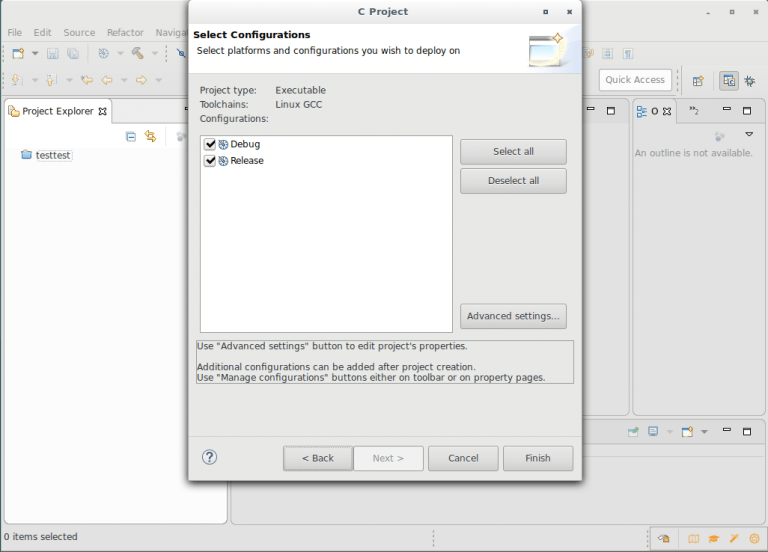 C Project
File Edit Source Refactor
Select Configurations
Select platforms and configurations you wish to deploy on
Quick Access
Project type: Executable
Toolchains: Linux GCC
Configurations:
Project Explorer
O
2
testtest
Debug
Release
Select all
Deselect all
An outline is not available.
Advanced settings...
Use "Advanced settings" button to edit project's properties.
Additional configurations can be added after project creation.
Use "Manage configurations" buttons either on toolbar or on property pages.
?
< Back
Next >
Cancel
Finish
0 items selected